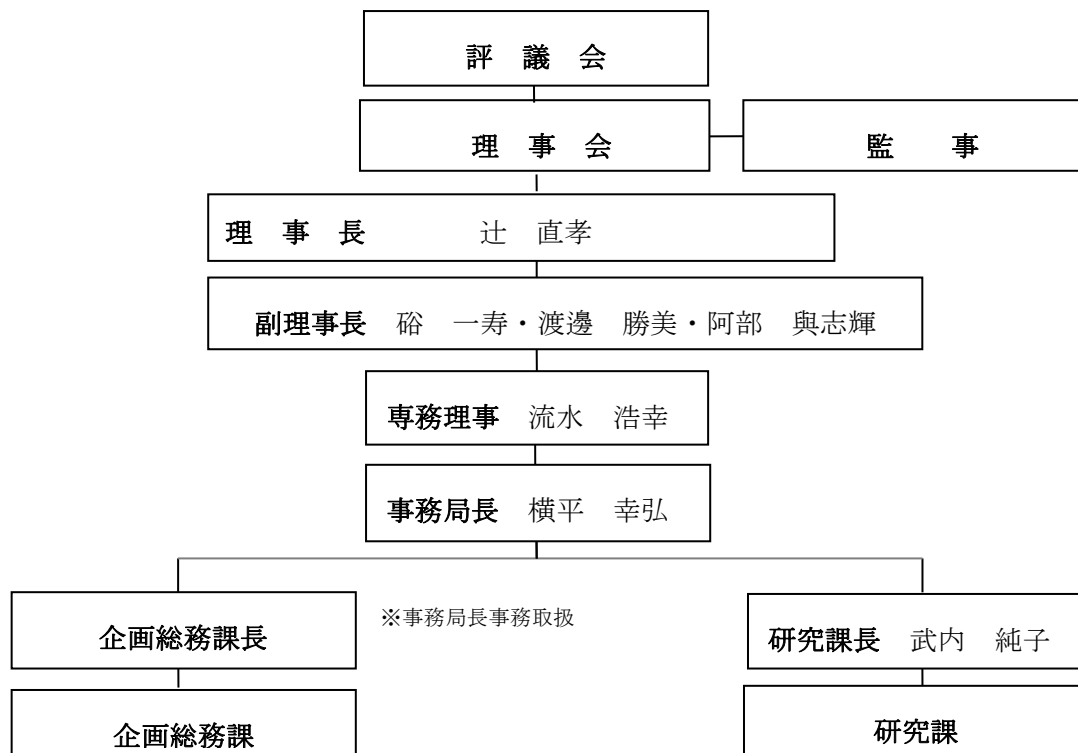 評　議　会
理　事　会
監　　事
理　事　長　　　　辻　直孝
副理事長　硲　一寿・渡邊　勝美・阿部　與志輝
専務理事　流水　浩幸
事務局長　横平　幸弘
企画総務課長
※事務局長事務取扱
研究課長　武内　純子
企画総務課
研究課